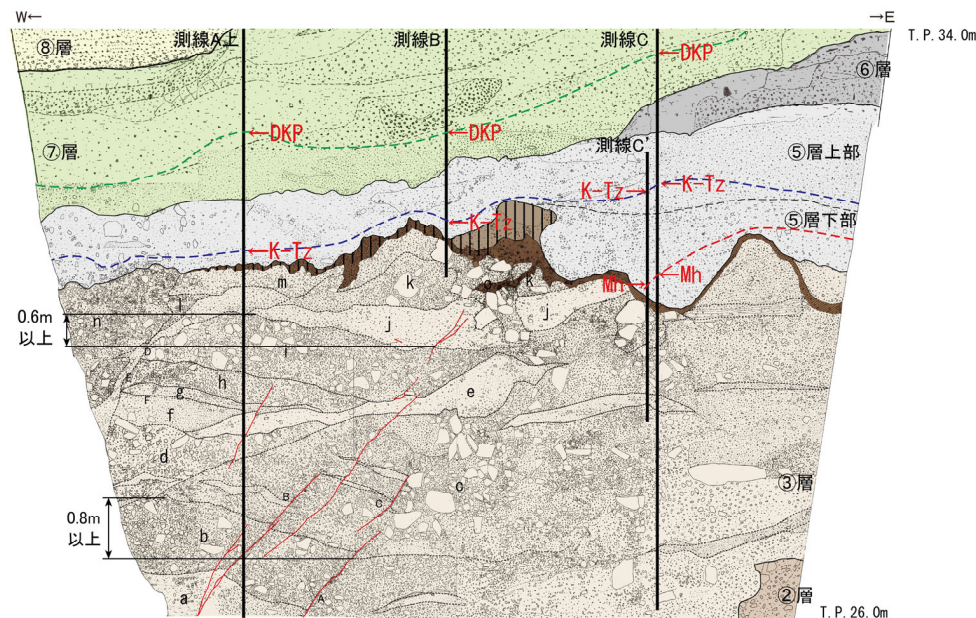 W←
→E
T.P.34.0m
⑧層
測線A上
測線B
測線C
←DKP
←DKP
←DKP
⑥層
⑦層
測線C'
⑤層上部
K-Tz→
←K-Tz
←K-Tz
←K-Tz
⑤層下部
Mh→
←Mh
m
k
o
k
l
j
j
n
0.6m
以上
D
i
E
h
g
F
e
f
d
B
C
c
③層
0.8m
以上
b
a
A
②層
T.P.26.0m